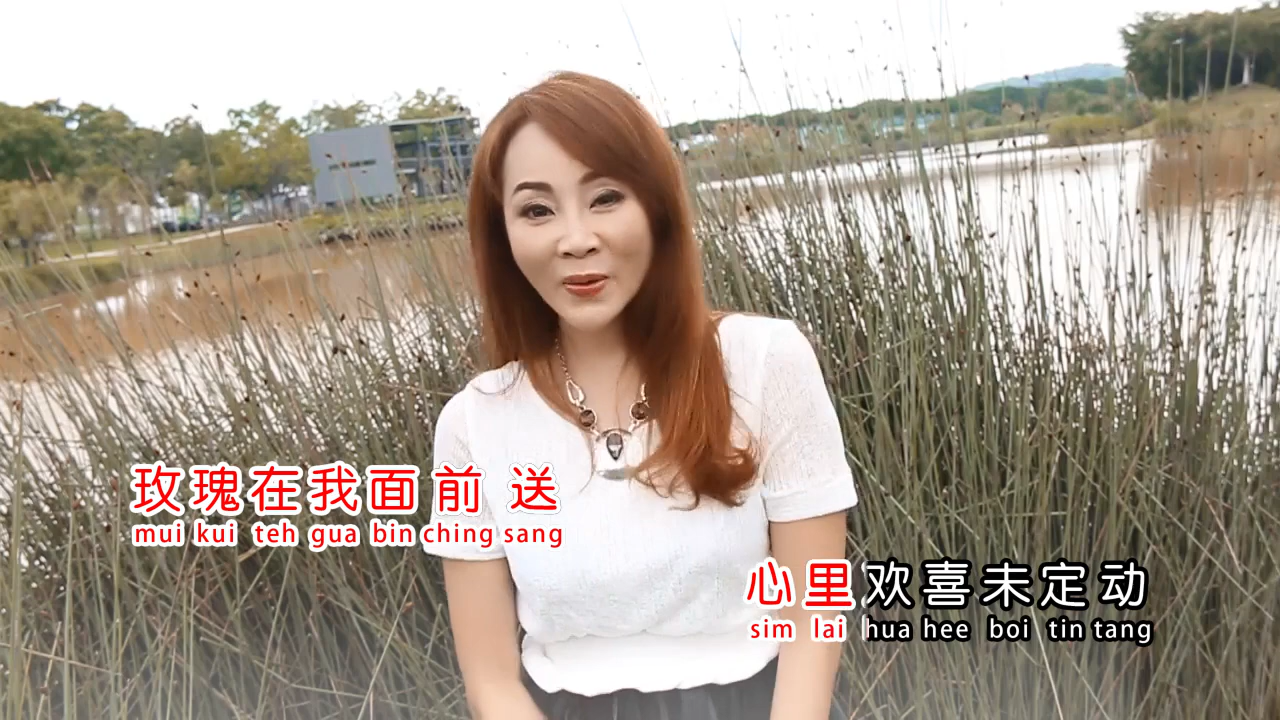 玫瑰在我面前 送
mui kui teh gua bin ching sang
心里欢喜未定动
sim lai hua hee boi tin tang